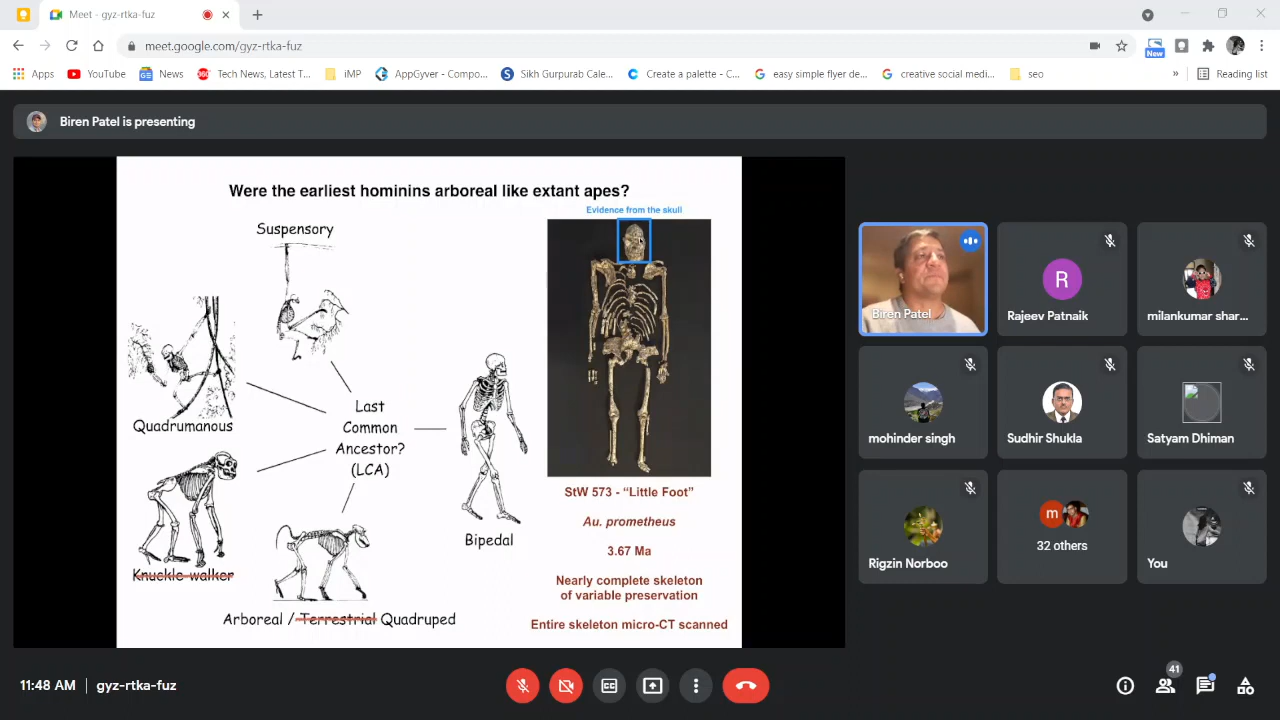 Meet - gyz-rtka-fuz
meet.google.com/gyz-rtka-fuz
New
Apps
YouTube
News
360
Tech News, Latest T...
iMP
AppGyver - Compo...
S
Sikh Gurpurab Cale...
C
Create a palette - C...
easy simple flyer de...
creative social medi...
seo
»
Reading list
Biren Patel is presenting
Were the earliest hominins arboreal like extant apes?
Evidence from the skull
Suspensory
Quadrumanous
Last
Common
Ancestor?
(LCA)
Knuckle-walker
Bipedal
Arboreal / Terrestrial Quadruped
StW 573 - “Little Foot”
Au. prometheus
3.67 Ma
Nearly complete skeleton
of variable preservation
Entire skeleton micro-CT scanned
Biren Patel
R
Rajeev Patnaik
milankumar shar...
mohinder singh
Sudhir Shukla
Satyam Dhiman
Rigzin Norboo
m
32 others
You
11:48 AM | gyz-rtka-fuz
CC
41